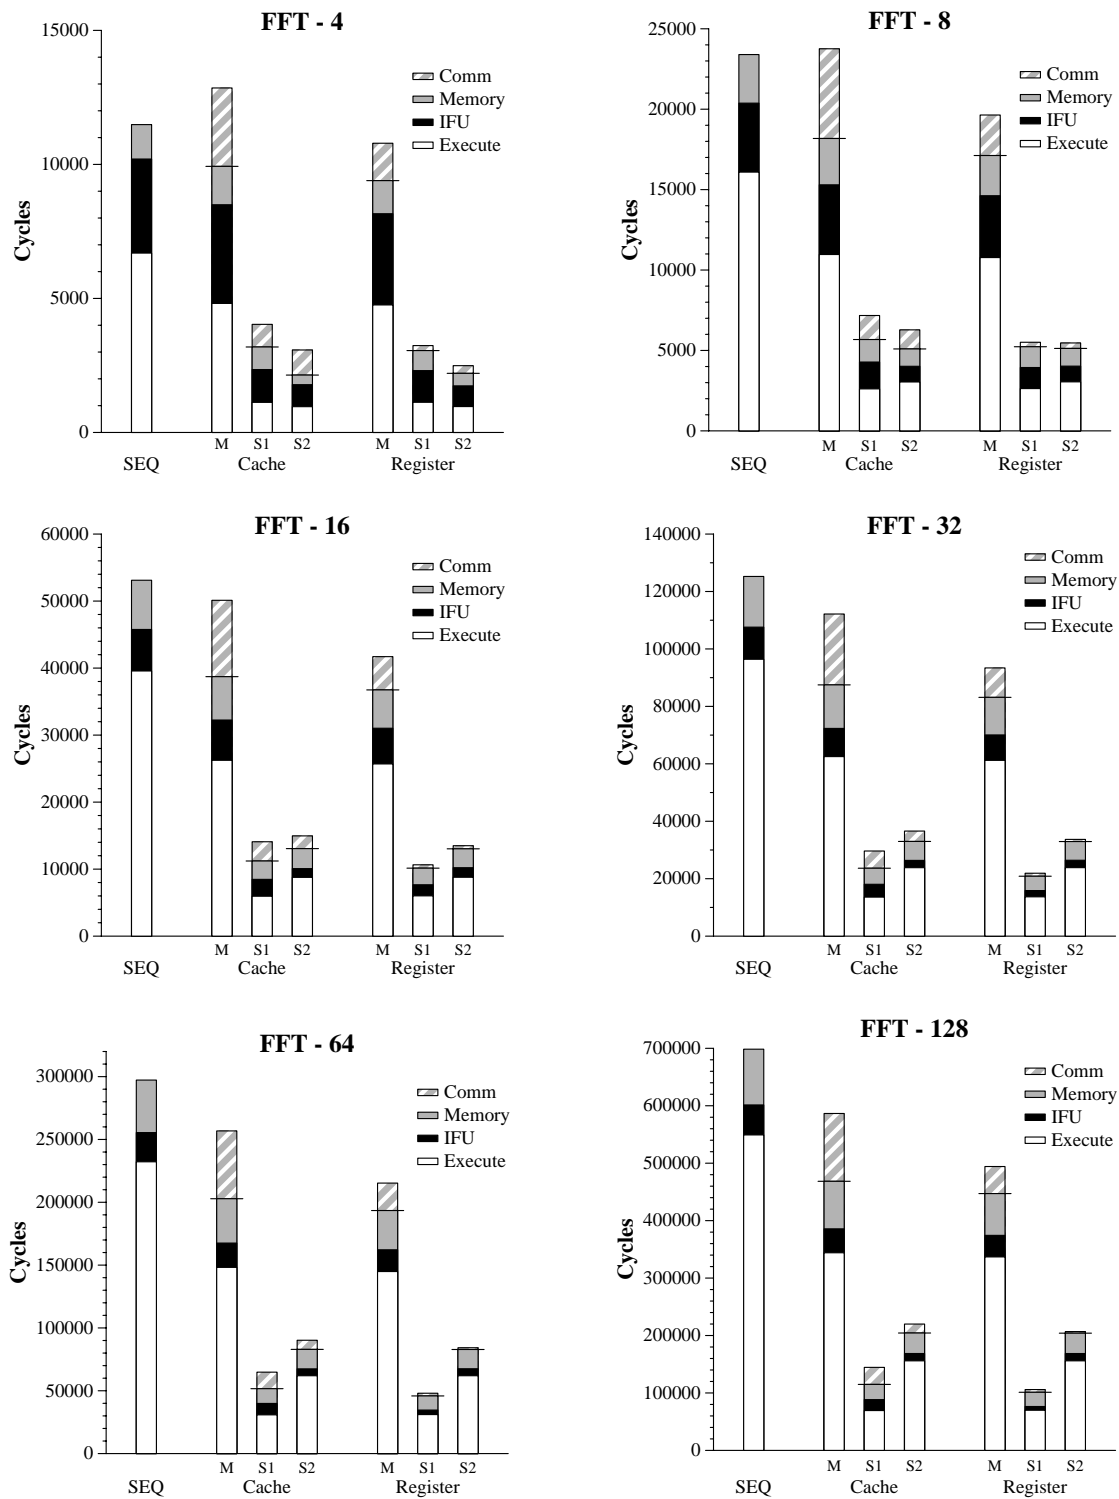 FFT - 4
15000
10000
5000
0
Cycles
Comm
Memory
IFU
Execute
M S1 S2 M S1 S2
SEQ Cache Register
FFT - 8
25000
20000
15000
10000
5000
0
Cycles
Comm
Memory
IFU
Execute
M S1 S2 M S1 S2
SEQ Cache Register
FFT - 16
60000
50000
40000
30000
20000
10000
0
Cycles
Comm
Memory
IFU
Execute
M S1 S2 M S1 S2
SEQ Cache Register
FFT - 32
140000
120000
100000
80000
60000
40000
20000
0
Cycles
Comm
Memory
IFU
Execute
M S1 S2 M S1 S2
SEQ Cache Register
FFT - 64
300000
250000
200000
150000
100000
50000
0
Cycles
Comm
Memory
IFU
Execute
M S1 S2 M S1 S2
SEQ Cache Register
FFT - 128
700000
600000
500000
400000
300000
200000
100000
0
Cycles
Comm
Memory
IFU
Execute
M S1 S2 M S1 S2
SEQ Cache Register